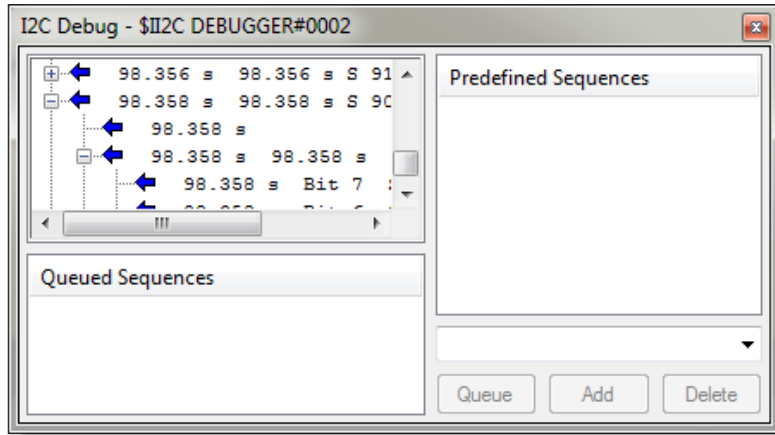 I2C Debug - $II2C DEBUGGER#0002
98.356 s 98.356 s S 91
98.358 s 98.358 s S 90
98.358 s
98.358 s 98.358 s
98.358 s Bit 7
Predefined Sequences
Queued Sequences
Queue Add Delete